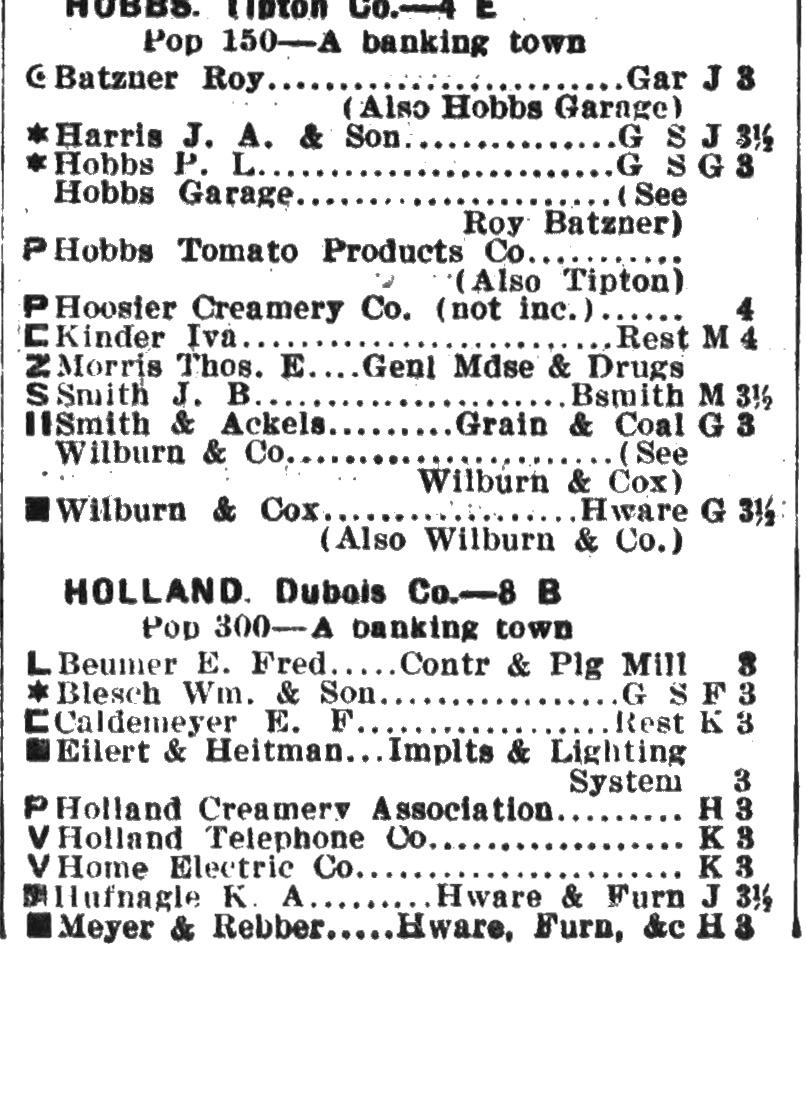 HOBBS. Tipton Co.—4 E
Pop 150—A banking town
C Batzner Roy.........................Gar J 3
(Also Hobbs Garage)
* Harris J. A. & Son...............G S J 3½
* Hobbs P. L.........................G S G 3
Hobbs Garage......................(See
Roy Batzner)
P Hobbs Tomato Products Co...........
(Also Tipton)
P Hoosier Creamery Co. (not inc.)...... 4
C Kinder Iva..........................Rest M 4
Z Morris Thos. E....Genl Mdse & Drugs
S Smith J. B......................Bsmith M 3½
II Smith & Ackels.........Grain & Coal G 3
Wilburn & Co.......................(See
Wilburn & Cox)
■ Wilburn & Cox..................Hware G 3½
(Also Wilburn & Co.)
HOLLAND. Dubois Co.—8 B
Pop 300—A banking town
L Beumer E. Fred.....Contr & Plg Mill 3
* Blesch Wm. & Son.................G S F 3
C Caldemeyer E. F..................Rest K 3
■ Eilert & Heitman...Implts & Lighting
System 3
P Holland Creamery Association......... H 3
V Holland Telephone Co.................. K 3
V Home Electric Co....................... K 3
Hufnagle K. A.........Hware & Furn J 3½
■ Meyer & Rebber.....Hware, Furn, &c H 3